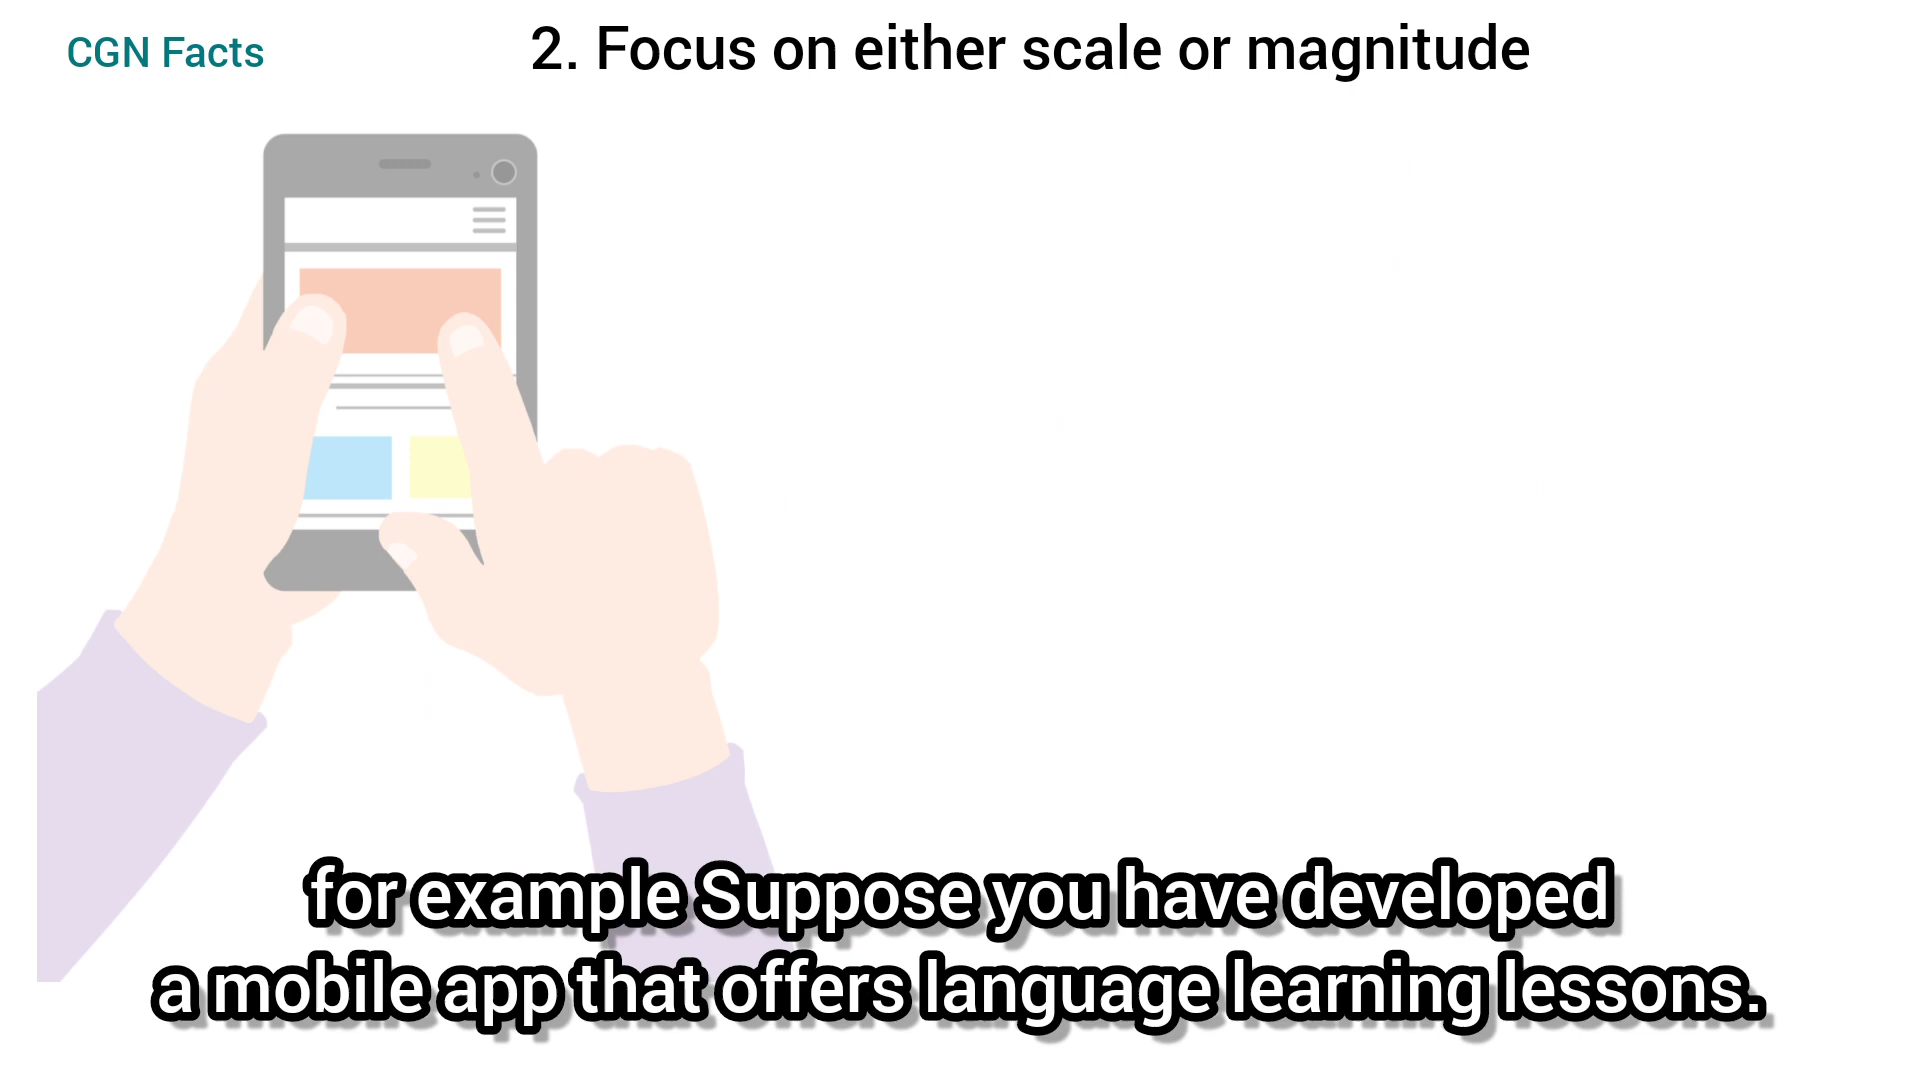 CGN Facts
2. Focus on either scale or magnitude
for example Suppose you have developed
a mobile app that offers language learning lessons.